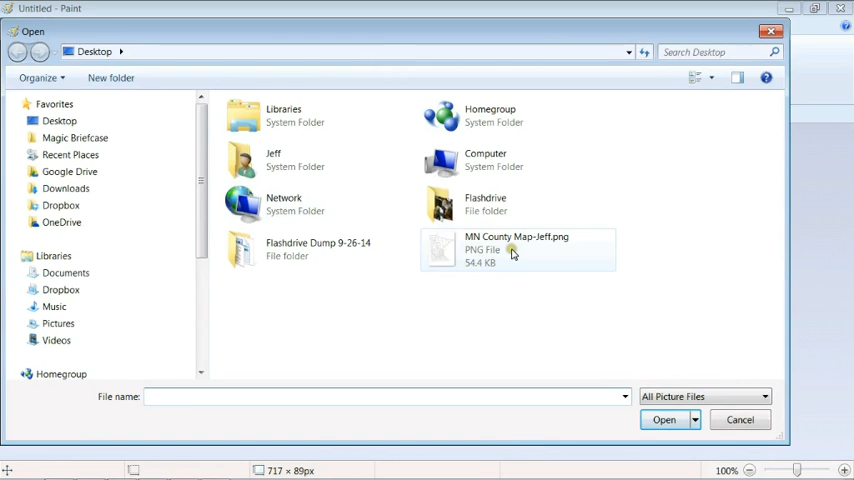 Untitled - Paint
Open
Desktop
Search Desktop
Organize
New folder
Favorites
Desktop
Magic Briefcase
Recent Places
Google Drive
Downloads
Dropbox
OneDrive
Libraries
Documents
Dropbox
Music
Pictures
Videos
Homegroup
Libraries
System Folder
Homegroup
System Folder
Jeff
System Folder
Computer
System Folder
Network
System Folder
Flashdrive
File folder
Flashdrive Dump 9-26-14
File folder
MN County Map-Jeff.png
PNG File
54.4 KB
File name:
All Picture Files
Open
Cancel
717 × 89px
100%